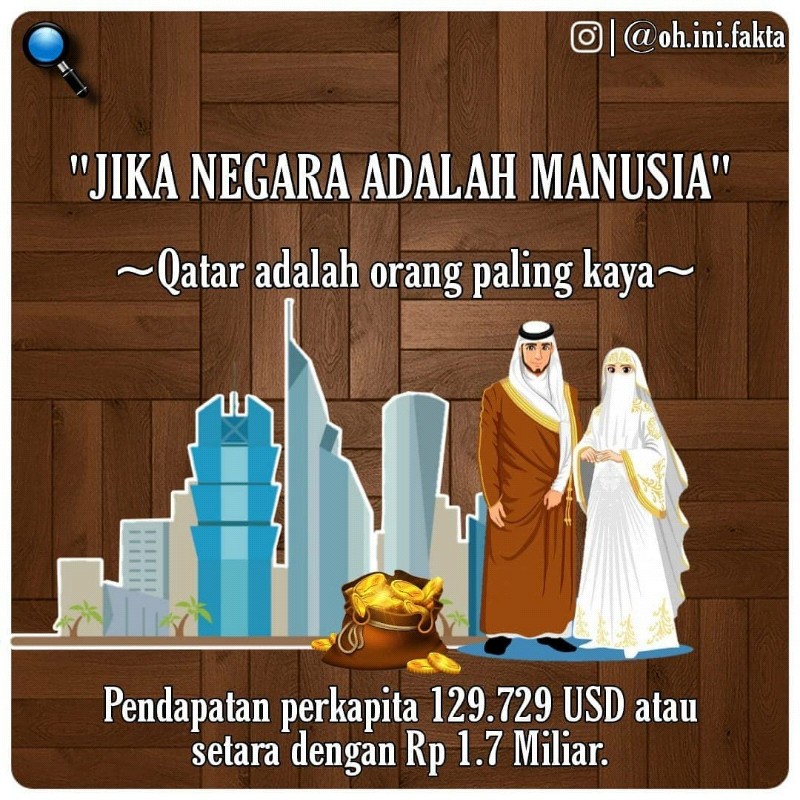 | @oh.ini.fakta
"JIKA NEGARA ADALAH MANUSIA"
~Qatar adalah orang paling kaya~
Pendapatan perkapita 129.729 USD atau
setara dengan Rp 1.7 Miliar.